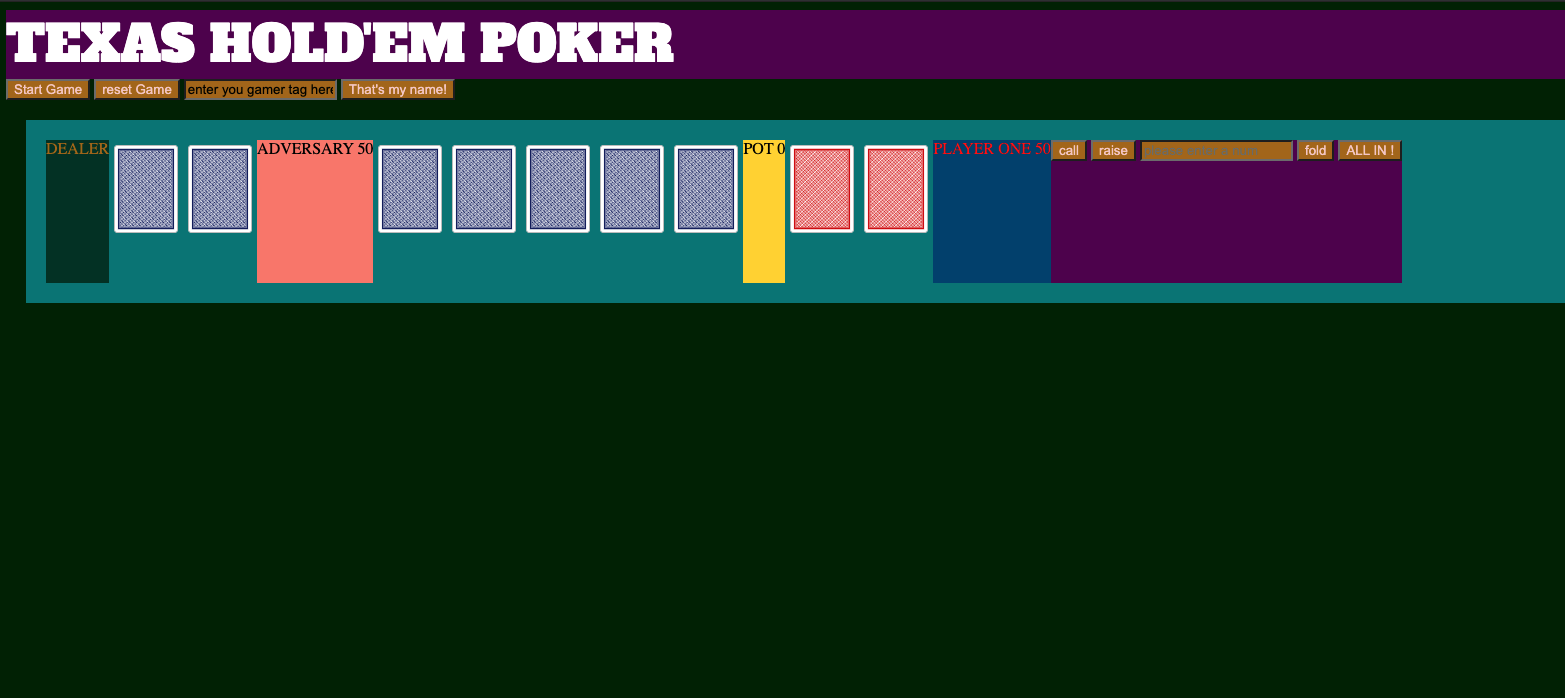 TEXAS HOLD'EM POKER
Start Game reset Game enter you gamer tag here That's my name!
DEALER ADVERSARY 50 POT 0 PLAYER ONE 50 call raise please enter a num fold ALL IN !